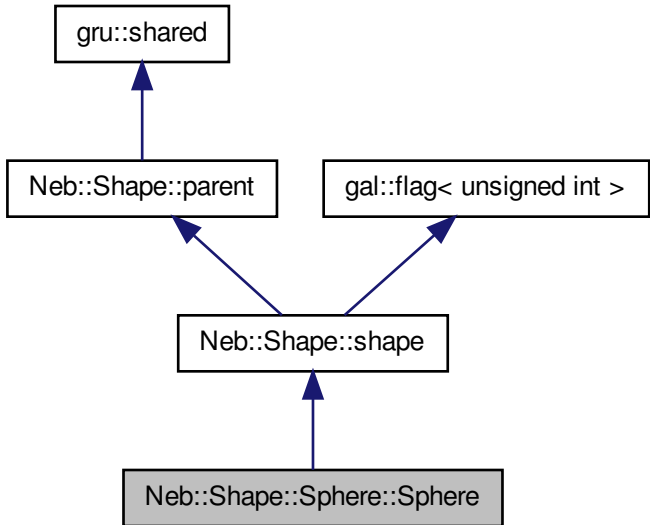 gru::shared
Neb::Shape::parent
gal::flag< unsigned int >
Neb::Shape::shape
Neb::Shape::Sphere::Sphere